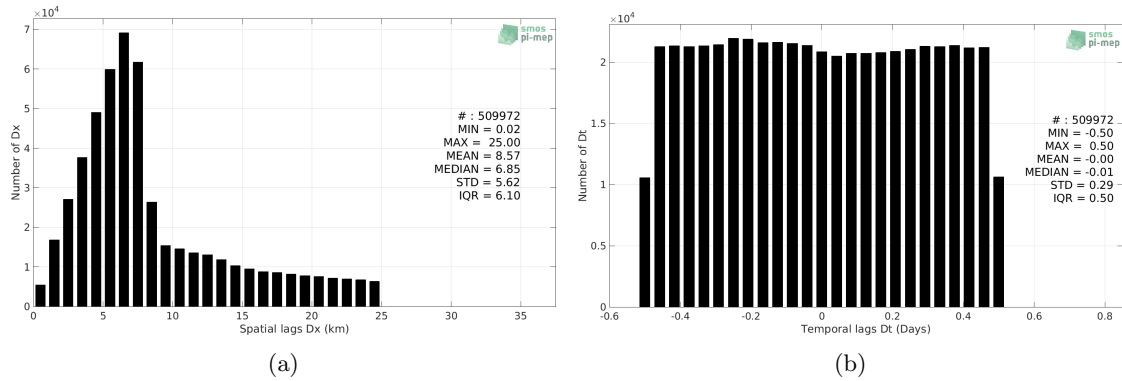 ×10⁴
7
6
5
4
3
2
1
0
Number of Dx
0 5 10 15 20 25 30 35
Spatial lags Dx (km)
smos
pi-mep
# : 509972
MIN = 0.02
MAX = 25.00
MEAN = 8.57
MEDIAN = 6.85
STD = 5.62
IQR = 6.10
(a)
×10⁴
2
1.5
1
0.5
0
Number of Dt
-0.6 -0.4 -0.2 0 0.2 0.4 0.6 0.8
Temporal lags Dt (Days)
smos
pi-mep
# : 509972
MIN = -0.50
MAX = 0.50
MEAN = -0.00
MEDIAN = -0.01
STD = 0.29
IQR = 0.50
(b)